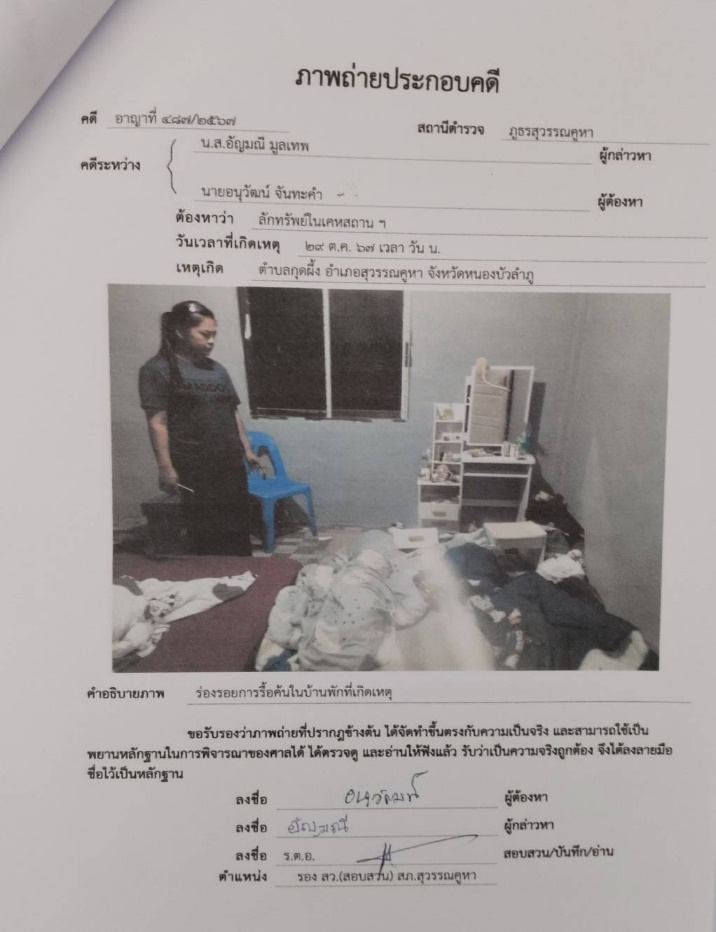 ภาพถ่ายประกอบคดี
คดี อาญาที่ ๔๘๗/๒๕๖๗ สถานีตำรวจ ภูธรสุวรรณคูหา
น.ส.อัญมณี มูลเทพ ผู้กล่าวหา
คดีระหว่าง
นายอนุวัฒน์ จันทะคำ ผู้ต้องหา
ต้องหาว่า ลักทรัพย์ในเคหสถาน ฯ
วันเวลาที่เกิดเหตุ ๒๙ ต.ค. ๖๗ เวลา วัน น.
เหตุเกิด ตำบลกุดผึ้ง อำเภอสุวรรณคูหา จังหวัดหนองบัวลำภู
คำอธิบายภาพ ร่องรอยการรื้อค้นในบ้านพักที่เกิดเหตุ
ขอรับรองว่าภาพถ่ายที่ปรากฎข้างต้น ได้จัดทำขึ้นตรงกับความเป็นจริง และสามารถใช้เป็น
พยานหลักฐานในการพิจารณาของศาลได้ ได้ตรวจดู และอ่านให้ฟังแล้ว รับว่าเป็นความจริงถูกต้อง จึงได้ลงลายมือ
ชื่อไว้เป็นหลักฐาน
ลงชื่อ อนุวัฒน์ ผู้ต้องหา
ลงชื่อ อัญมณี ผู้กล่าวหา
ลงชื่อ ร.ต.อ. สอบสวน/บันทึก/อ่าน
ตำแหน่ง รอง สว.(สอบสวน) สภ.สุวรรณคูหา